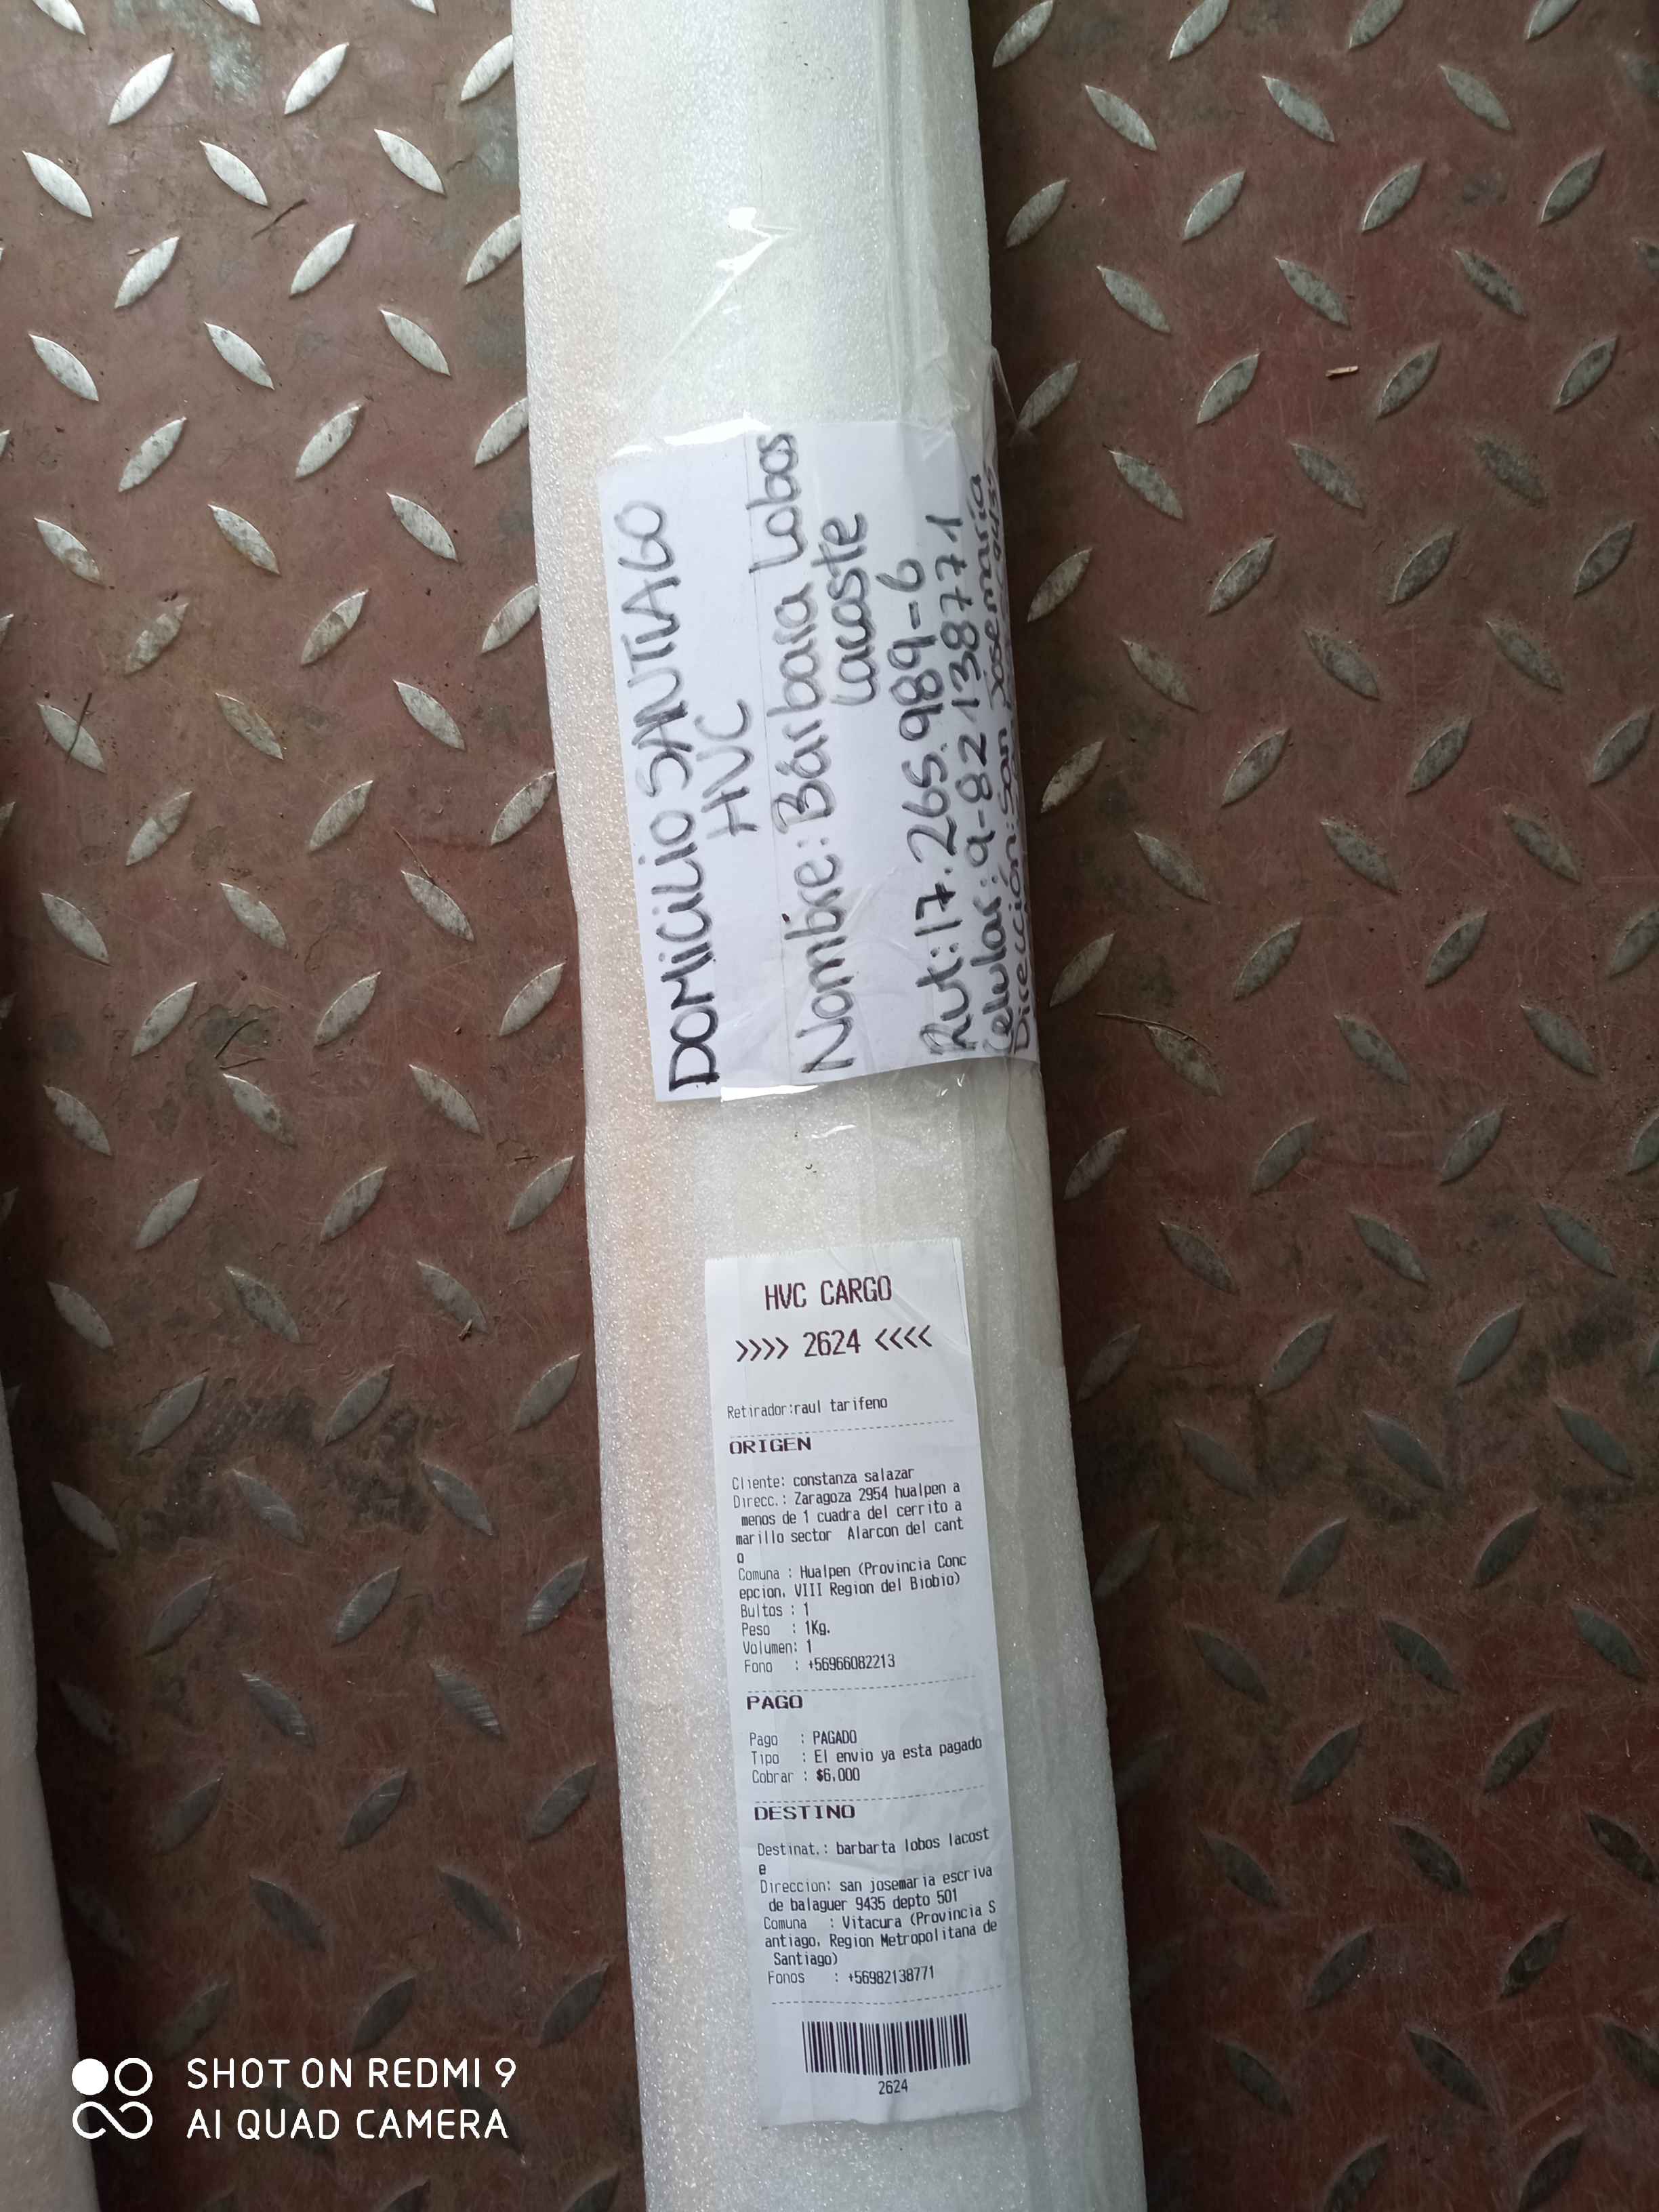 DOMICILIO SANTIAGO
HVC
Nombre: Bárbara Lobos
Lacoste
Rut: 17.265.989-6
Celular: 9-82138771
Dirección: San Josemaría
HVC CARGO
>>>> 2624 <<<<
Retirador:raul tarifeno
ORIGEN
Cliente: constanza salazar
Direcc.: Zaragoza 2954 hualpen a
menos de 1 cuadra del cerrito a
marillo sector Alarcon del cant
o
Comuna : Hualpen (Provincia Conc
epcion, VIII Region del Biobio)
Bultos : 1
Peso : 1Kg.
Volumen: 1
Fono : +56966082213
PAGO
Pago : PAGADO
Tipo : El envio ya esta pagado
Cobrar : $6,000
DESTINO
Destinat.: barbarta lobos lacost
e
Direccion: san josemaria escriva
de balaguer 9435 depto 501
Comuna : Vitacura (Provincia S
antiago, Region Metropolitana de
Santiago)
Fonos : +56982138771
2624
SHOT ON REDMI 9
AI QUAD CAMERA